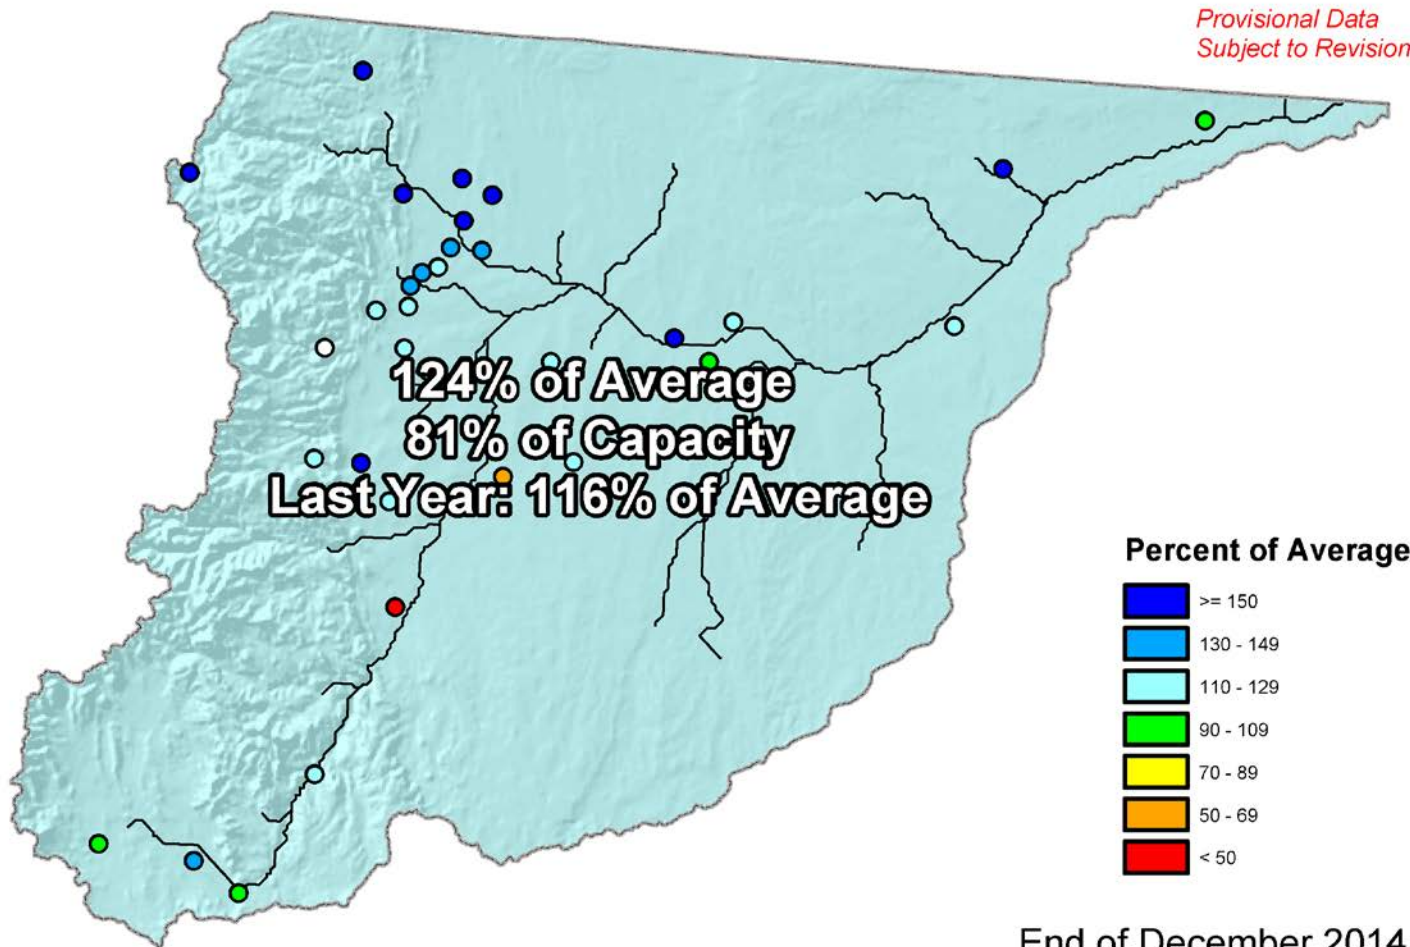 Provisional Data
Subject to Revision
124% of Average
81% of Capacity
Last Year: 116% of Average
Percent of Average
>= 150
130 - 149
110 - 129
90 - 109
70 - 89
50 - 69
< 50
End of December 2014